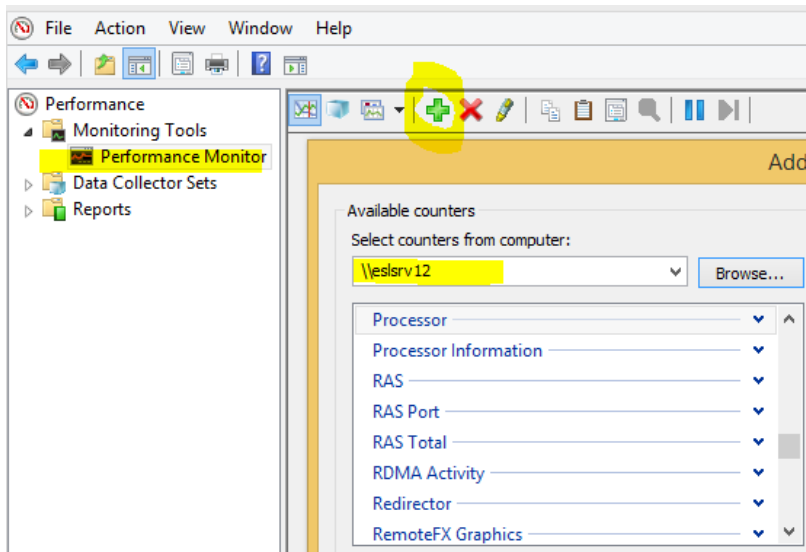 File Action View Window Help
Performance
Monitoring Tools
Performance Monitor
Data Collector Sets
Reports
Add
Available counters
Select counters from computer:
\\eslsrv12
Browse...
Processor
Processor Information
RAS
RAS Port
RAS Total
RDMA Activity
Redirector
RemoteFX Graphics